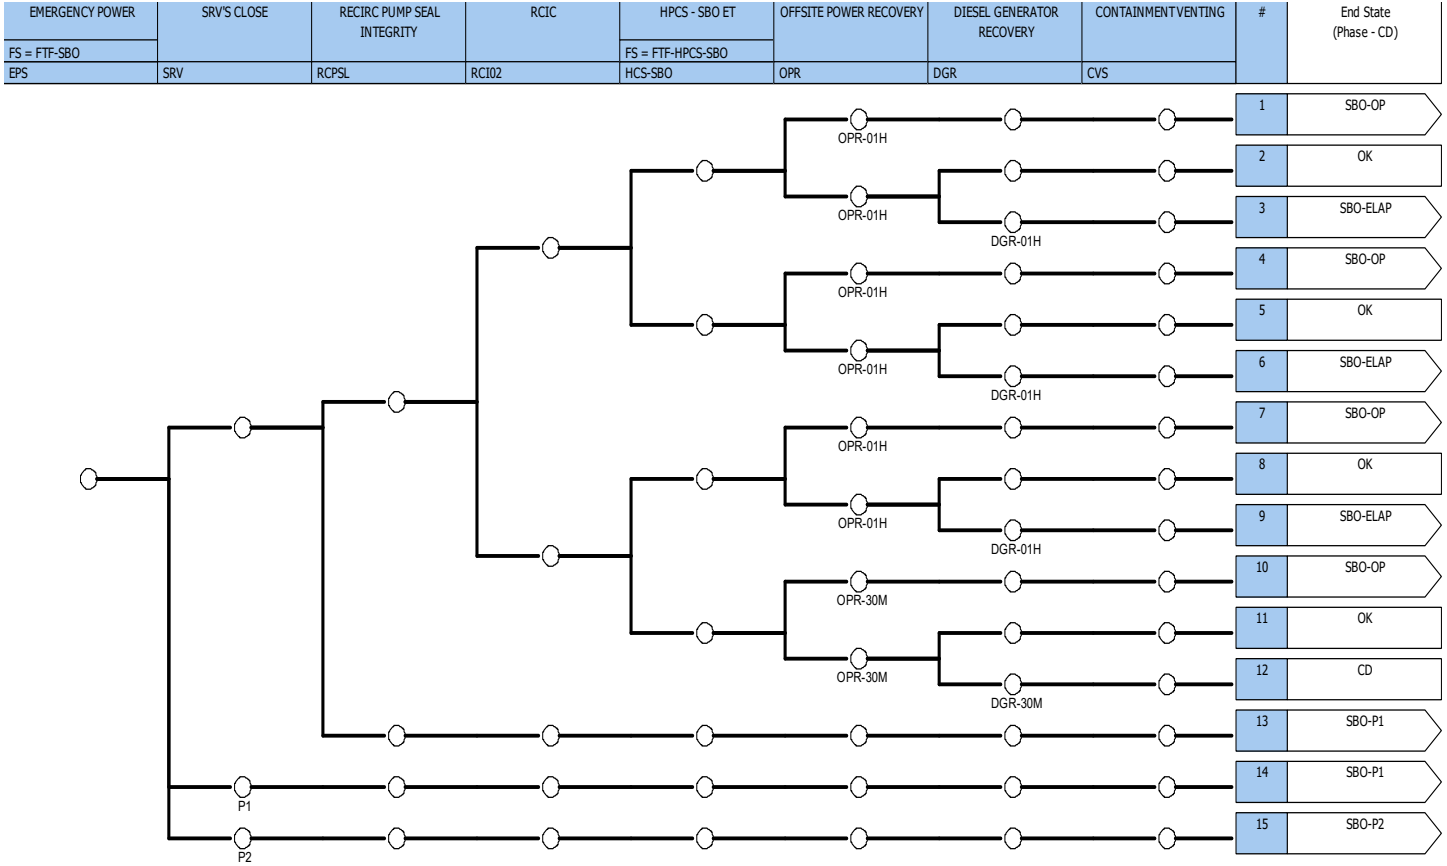 EMERGENCY POWER
SRV'S CLOSE
RECIRC PUMP SEAL
INTEGRITY
RCIC
HPCS - SBO ET
OFFSITE POWER RECOVERY
DIESEL GENERATOR
RECOVERY
CONTAINMENT VENTING
#
End State
(Phase - CD)
FS = FTF-SBO
FS = FTF-HPCS-SBO
EPS
SRV
RCPSL
RCI02
HCS-SBO
OPR
DGR
CVS
1
SBO-OP
OPR-01H
2
OK
OPR-01H
3
SBO-ELAP
DGR-01H
4
SBO-OP
OPR-01H
5
OK
OPR-01H
6
SBO-ELAP
DGR-01H
7
SBO-OP
OPR-01H
8
OK
OPR-01H
9
SBO-ELAP
DGR-01H
10
SBO-OP
OPR-30M
11
OK
OPR-30M
12
CD
DGR-30M
13
SBO-P1
14
SBO-P1
P1
15
SBO-P2
P2